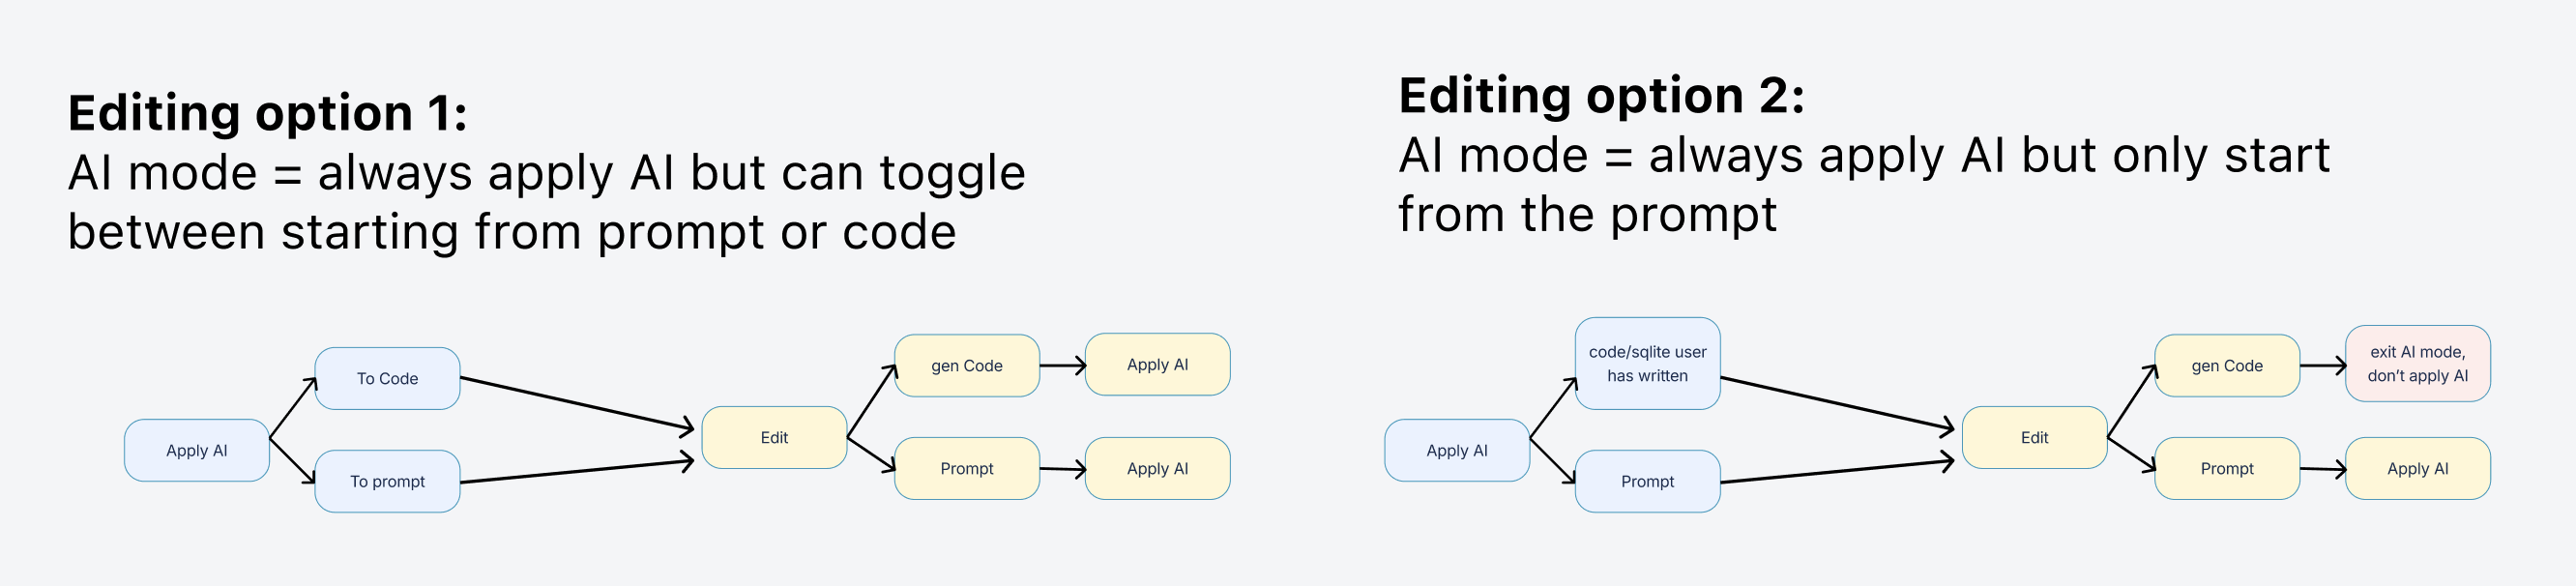 Editing option 1:
AI mode = always apply AI but can toggle
between starting from prompt or code
Apply AI
To Code
To prompt
Edit
gen Code
Apply AI
Prompt
Apply AI
Editing option 2:
AI mode = always apply AI but only start
from the prompt
Apply AI
code/sqlite user
has written
Prompt
Edit
gen Code
exit AI mode,
don’t apply AI
Prompt
Apply AI